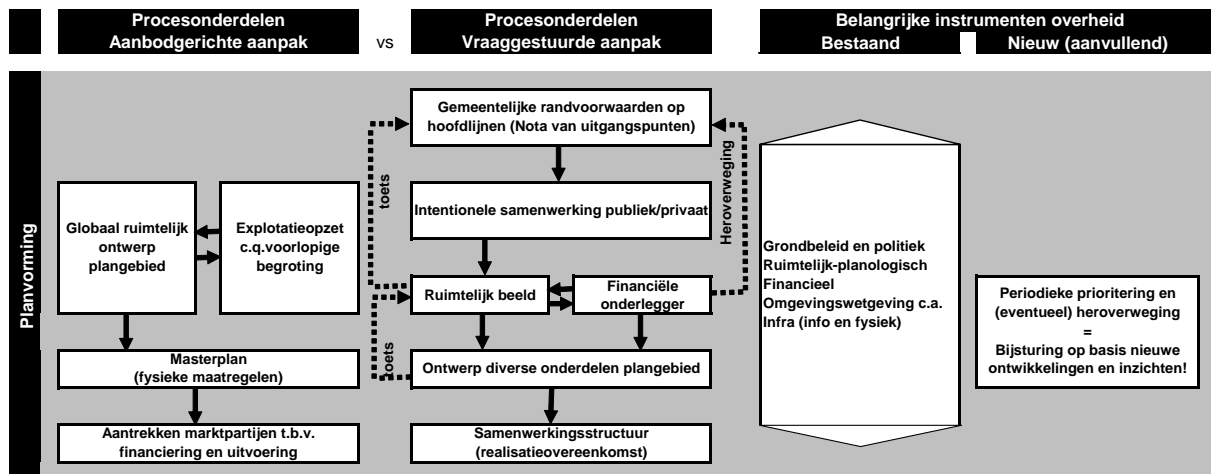 Procesonderdelen
Aanbodgerichte aanpak
vs
Procesonderdelen
Vraaggestuurde aanpak
Belangrijke instrumenten overheid
Bestaand
Nieuw (aanvullend)
Planvorming
Globaal ruimtelijk
ontwerp
plangebied
Explotatieopzet
c.q.voorlopige
begroting
Masterplan
(fysieke maatregelen)
Aantrekken marktpartijen t.b.v.
financiering en uitvoering
Gemeentelijke randvoorwaarden op
hoofdlijnen (Nota van uitgangspunten)
toets
Heroverweging
Intentionele samenwerking publiek/privaat
Ruimtelijk beeld
Financiële
onderlegger
toets
Ontwerp diverse onderdelen plangebied
Samenwerkingsstructuur
(realisatieovereenkomst)
Grondbeleid en politiek
Ruimtelijk-planologisch
Financieel
Omgevingswetgeving c.a.
Infra (info en fysiek)
Periodieke prioritering en
(eventueel) heroverweging
=
Bijsturing op basis nieuwe
ontwikkelingen en inzichten!